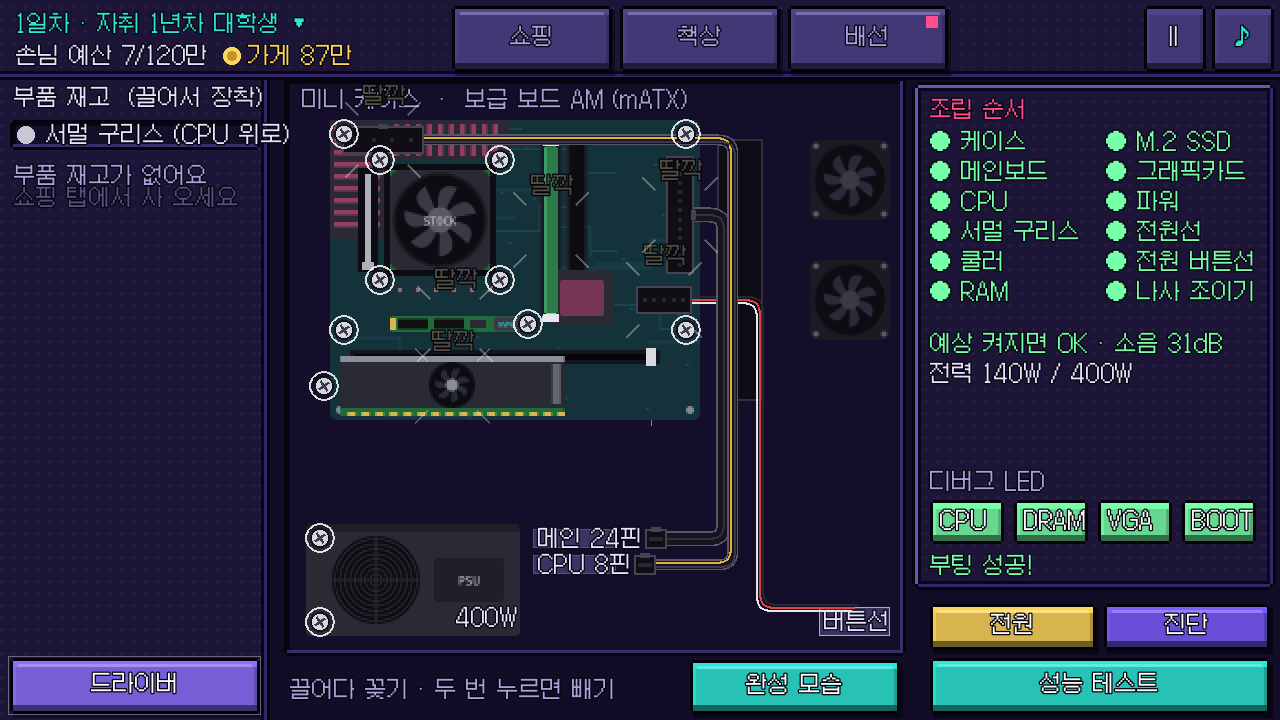 1일차 · 자취 1년차 대학생 ▼
손님 예산 7/120만 가게 87만
쇼핑
책상
배선
||
♪
부품 재고 (끌어서 장착)
서멀 구리스 (CPU 위로)
부품 재고가 없어요
쇼핑 탭에서 사 오세요
드라이버
미니 케이스 · 보급 보드 AM (mATX)
딸깍
딸깍
딸깍
딸깍
딸깍
딸깍
STOCK
메인 24핀
CPU 8핀
PSU
400W
버튼선
끌어다 꽂기 · 두 번 누르면 빼기
완성 모습
조립 순서
케이스
메인보드
CPU
서멀 구리스
쿨러
RAM
M.2 SSD
그래픽카드
파워
전원선
전원 버튼선
나사 조이기
예상 켜지면 OK · 소음 31dB
전력 140W / 400W
디버그 LED
CPU
DRAM
VGA
BOOT
부팅 성공!
전원
진단
성능 테스트